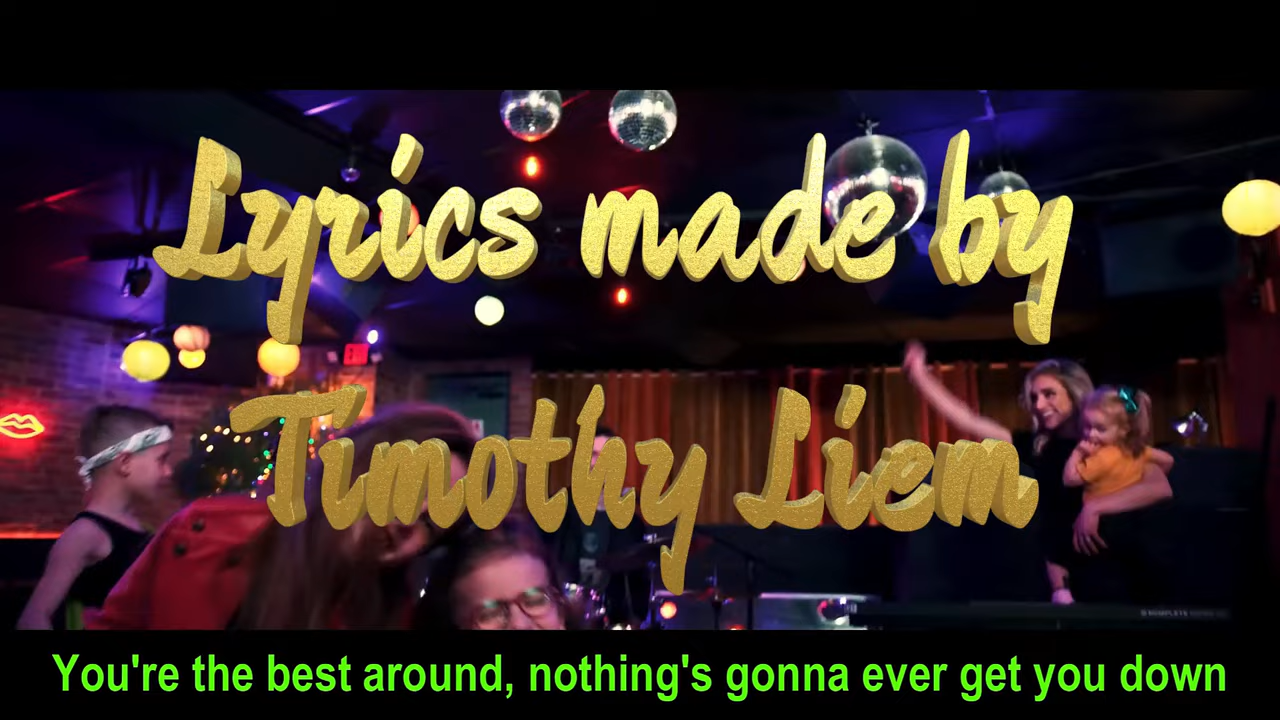 Lyrics made by
Timothy Liem
You're the best around, nothing's gonna ever get you down